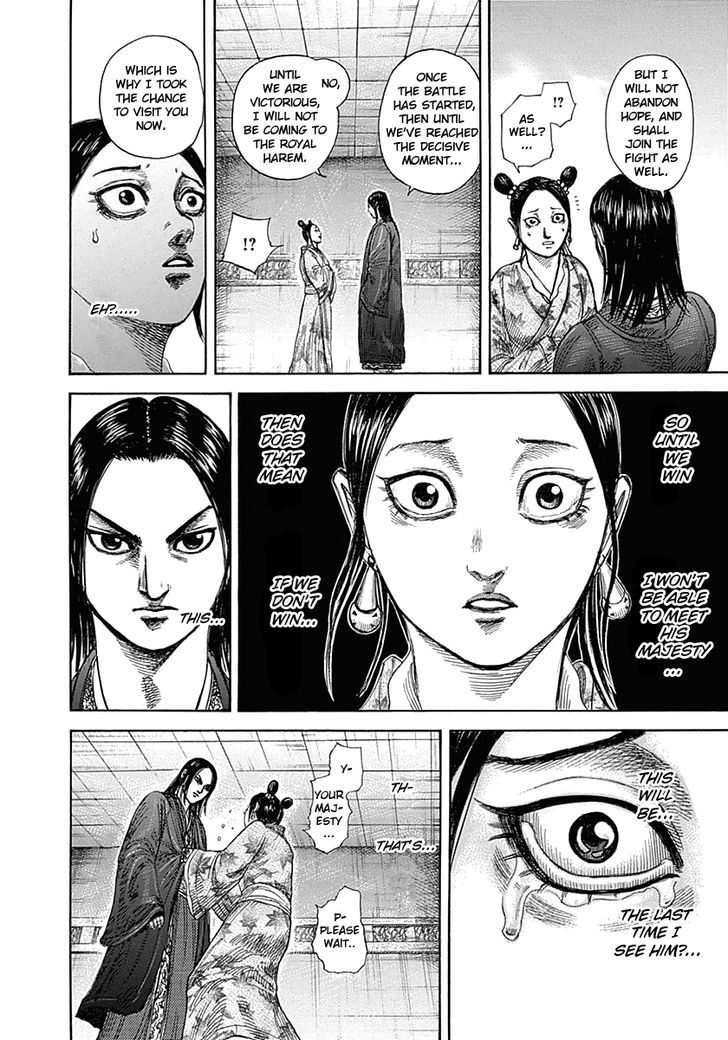 BUT I
WILL NOT
ABANDON
HOPE, AND
SHALL
JOIN THE
FIGHT AS
WELL.
!?
AS
WELL?
...
ONCE
THE BATTLE
HAS STARTED,
THEN UNTIL
WE'VE REACHED
THE DECISIVE
MOMENT...
NO,
UNTIL
WE ARE
VICTORIOUS,
I WILL NOT
BE COMING
TO THE
ROYAL
HAREM.
!?
WHICH IS
WHY I TOOK
THE CHANCE
TO VISIT YOU
NOW.
EH?.....
SO
UNTIL
WE
WIN
I WON'T
BE ABLE
TO MEET
HIS
MAJESTY
...
THEN
DOES
THAT
MEAN
IF WE
DON'T
WIN...
THIS...
THIS
WILL
BE...
THE LAST
TIME I
SEE HIM?...
TH-
THAT'S...
Y-
YOUR
MAJ-
ESTY
...
P-
PLEASE
WAIT..